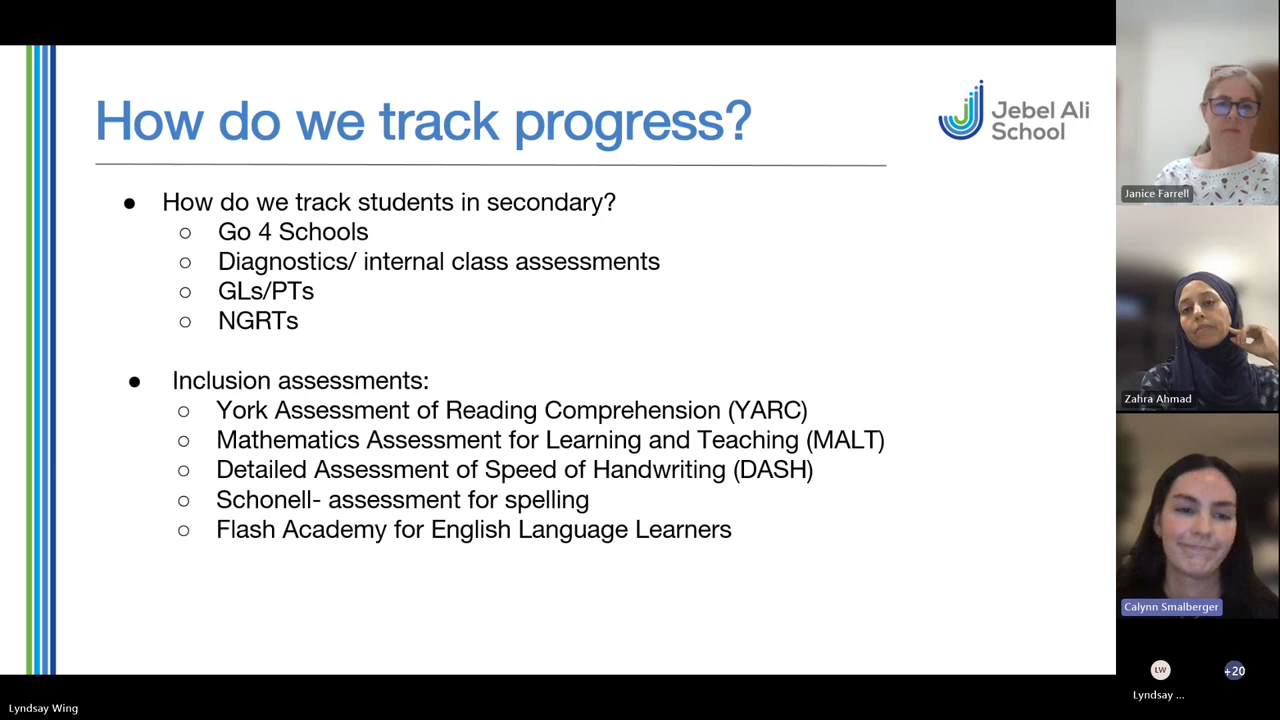 How do we track progress?
Jebel Ali
School
● How do we track students in secondary?
○ Go 4 Schools
○ Diagnostics/ internal class assessments
○ GLs/PTs
○ NGRTs
● Inclusion assessments:
○ York Assessment of Reading Comprehension (YARC)
○ Mathematics Assessment for Learning and Teaching (MALT)
○ Detailed Assessment of Speed of Handwriting (DASH)
○ Schonell- assessment for spelling
○ Flash Academy for English Language Learners
Janice Farrell
Zahra Ahmad
Calynn Smalberger
LW
+20
Lyndsay ...
Lyndsay Wing